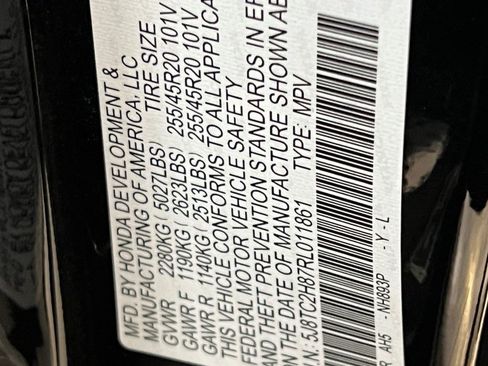 MFD. BY HONDA DEVELOPMENT &
MANUFACTURING OF AMERICA, LLC
TIRE SIZE
GVWR 2280KG ( 5027LBS)
GAWR F 1190KG ( 2623LBS) 255/45R20 101V
GAWR R 1140KG ( 2513LBS) 255/45R20 101V
THIS VEHICLE CONFORMS TO ALL APPLICA
FEDERAL MOTOR VEHICLE SAFETY
AND THEFT PREVENTION STANDARDS IN EF
ON THE DATE OF MANUFACTURE SHOWN AB
.N.: 5J8TC2H87RL011861 TYPE: MPV
R AH5 -NH893P -Y - L